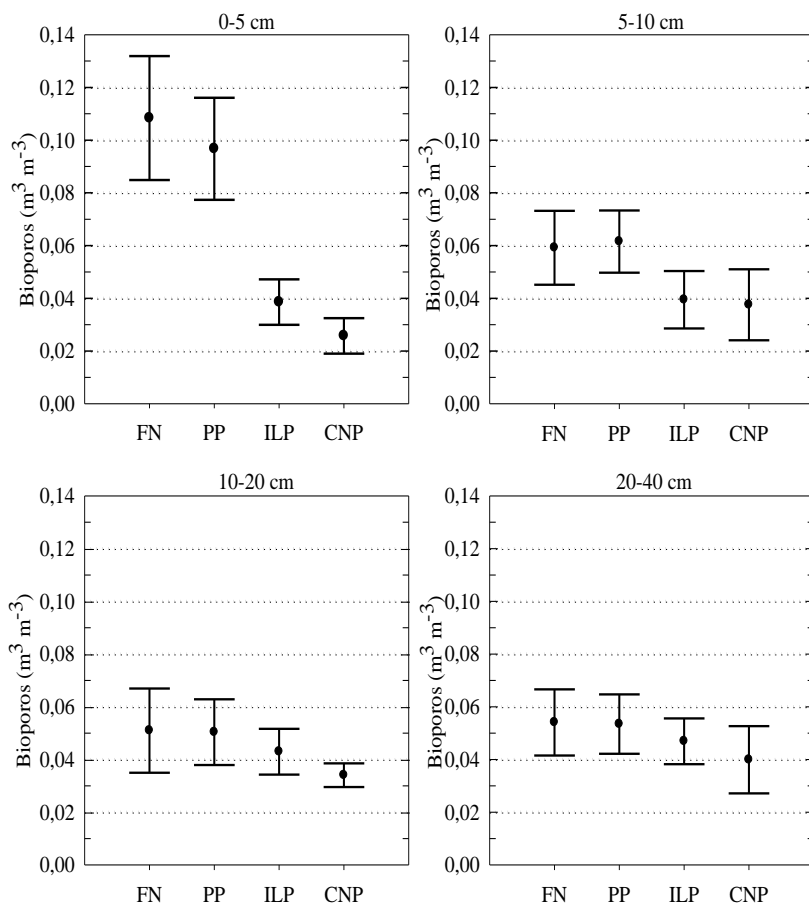 0-5 cm
Bioporos (m³ m⁻³)
0,14
0,12
0,10
0,08
0,06
0,04
0,02
0,00
FN PP ILP CNP
5-10 cm
Bioporos (m³ m⁻³)
0,14
0,12
0,10
0,08
0,06
0,04
0,02
0,00
FN PP ILP CNP
10-20 cm
Bioporos (m³ m⁻³)
0,14
0,12
0,10
0,08
0,06
0,04
0,02
0,00
FN PP ILP CNP
20-40 cm
Bioporos (m³ m⁻³)
0,14
0,12
0,10
0,08
0,06
0,04
0,02
0,00
FN PP ILP CNP